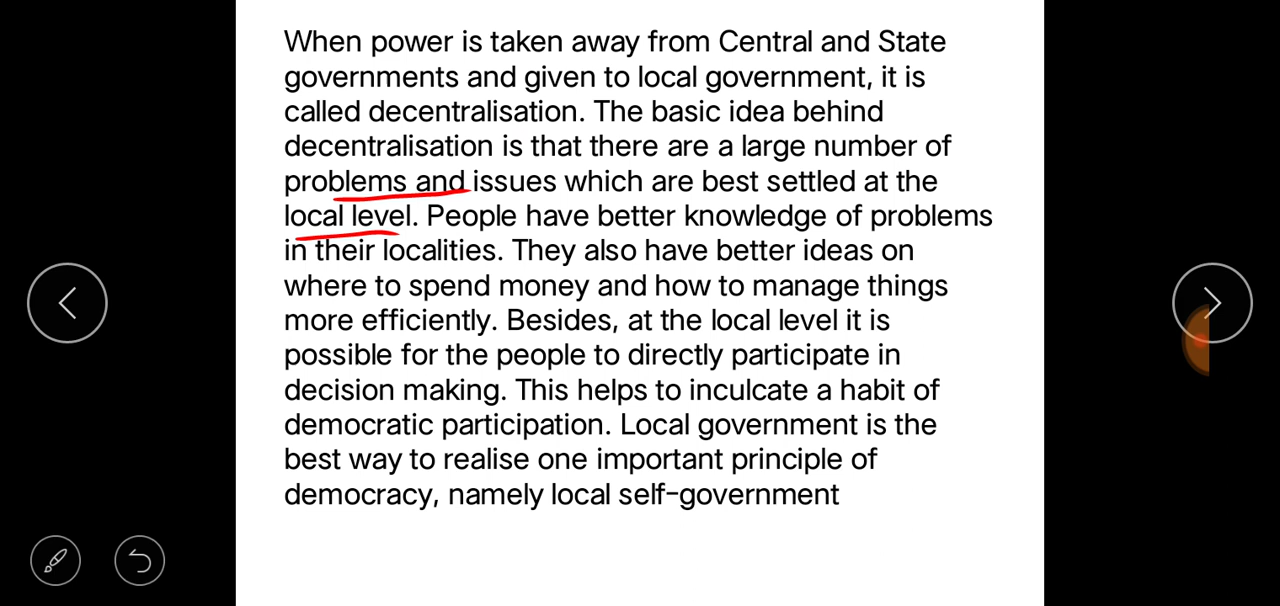 When power is taken away from Central and State
governments and given to local government, it is
called decentralisation. The basic idea behind
decentralisation is that there are a large number of
problems and issues which are best settled at the
local level. People have better knowledge of problems
in their localities. They also have better ideas on
where to spend money and how to manage things
more efficiently. Besides, at the local level it is
possible for the people to directly participate in
decision making. This helps to inculcate a habit of
democratic participation. Local government is the
best way to realise one important principle of
democracy, namely local self-government